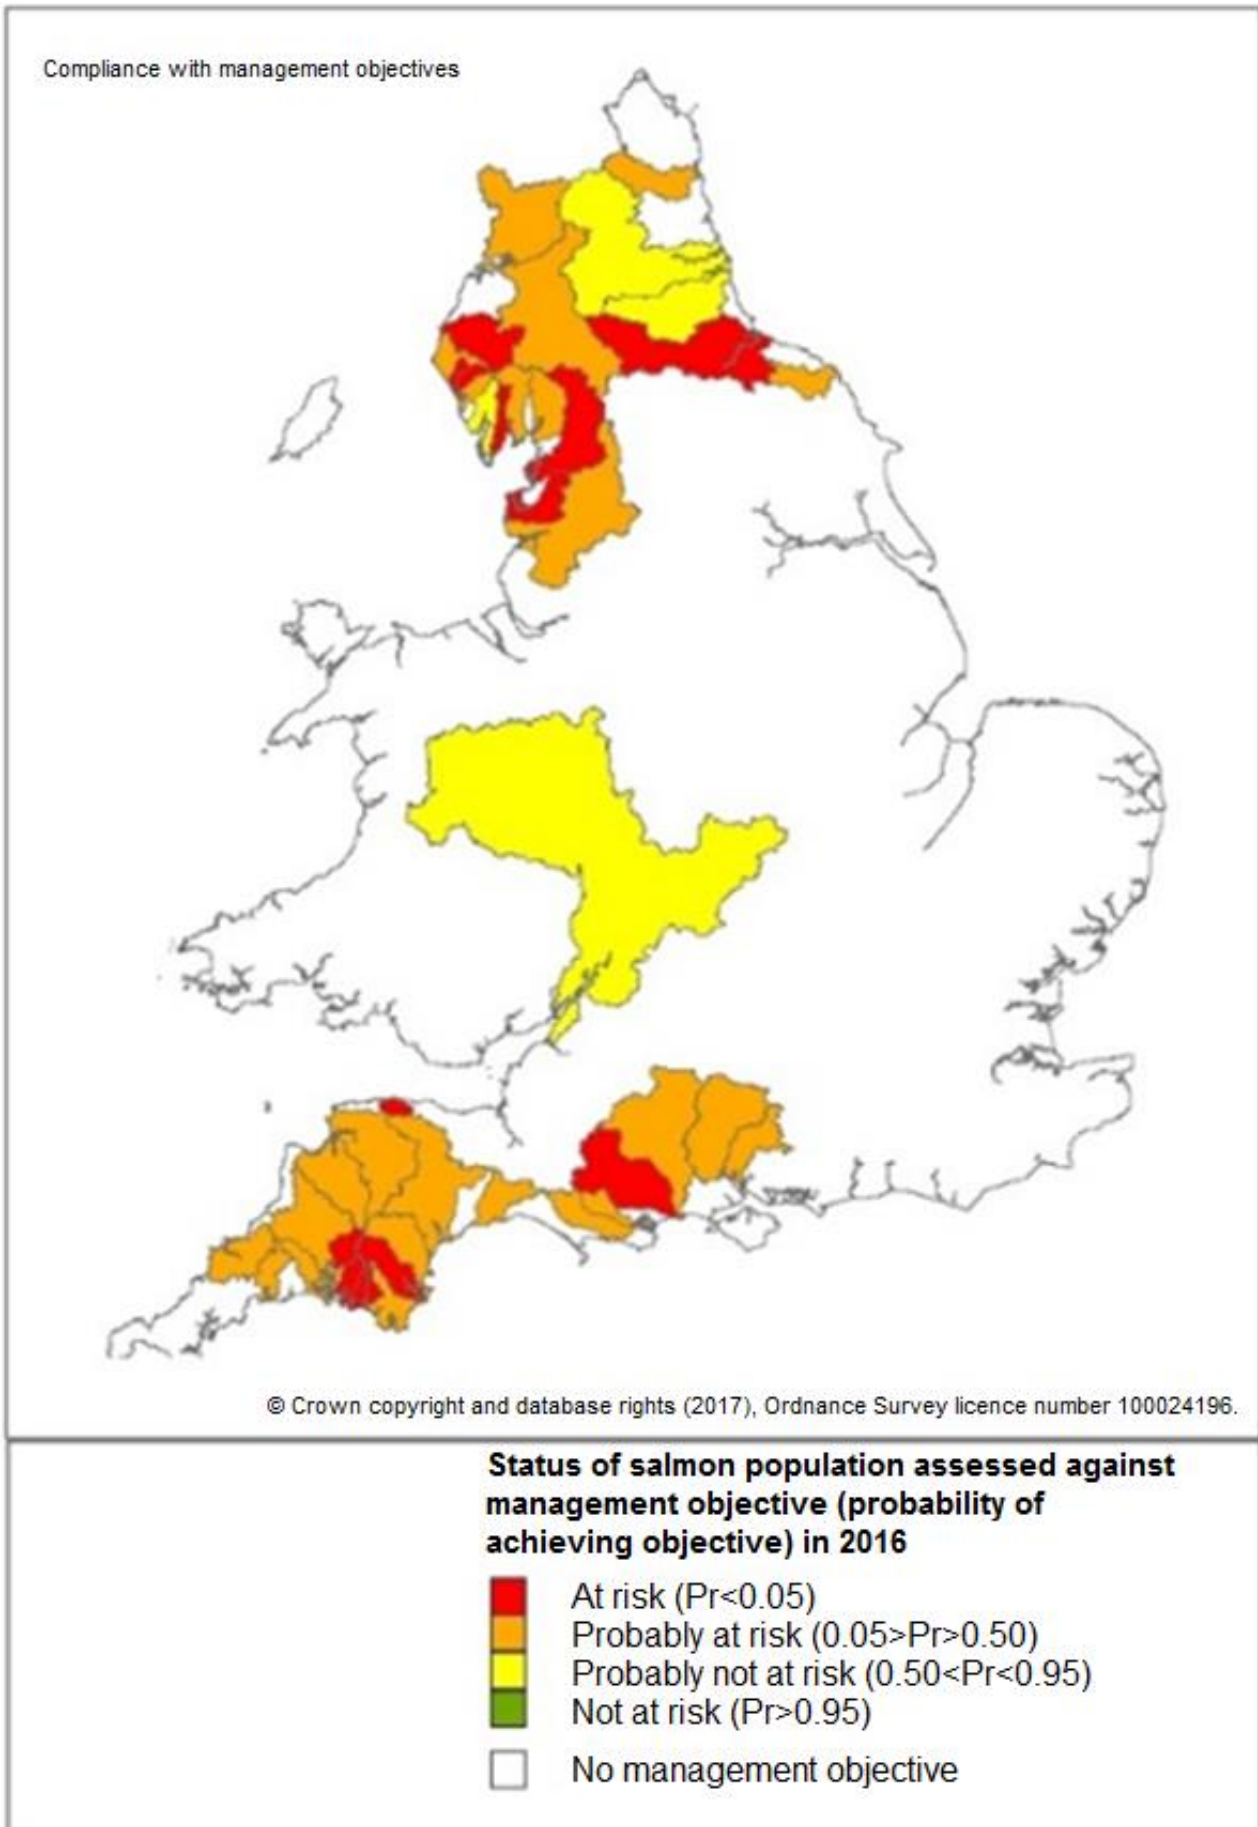 Compliance with management objectives
© Crown copyright and database rights (2017), Ordnance Survey licence number 100024196.
Status of salmon population assessed against
management objective (probability of
achieving objective) in 2016
At risk (Pr<0.05)
Probably at risk (0.05>Pr>0.50)
Probably not at risk (0.50<Pr<0.95)
Not at risk (Pr>0.95)
No management objective